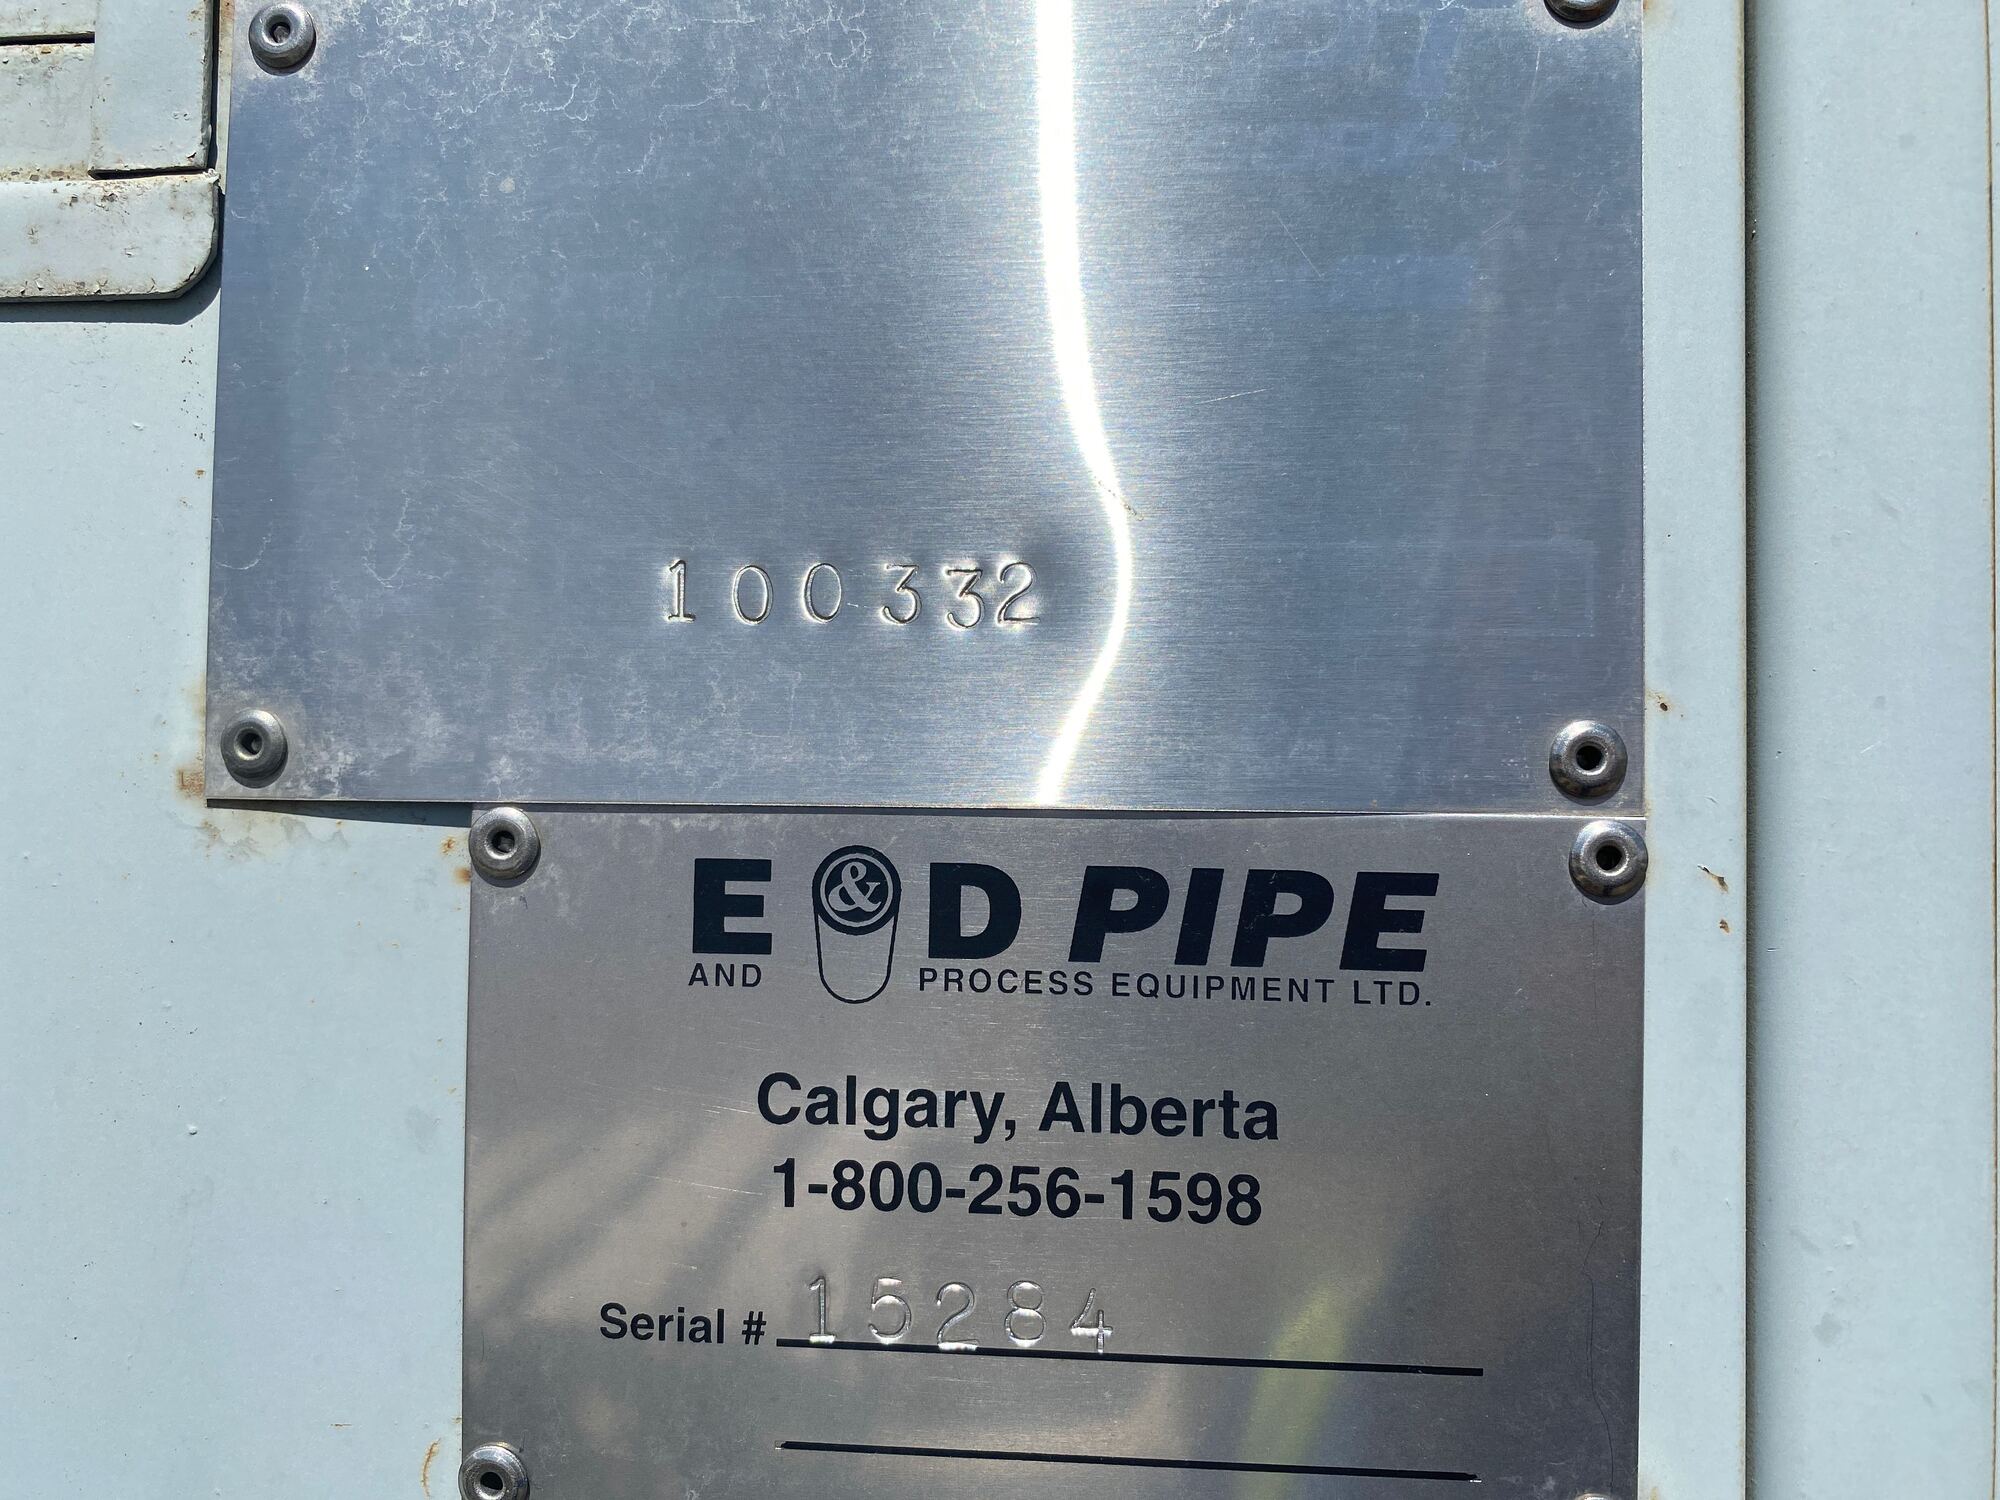 100332
E & D PIPE
AND PROCESS EQUIPMENT LTD.
Calgary, Alberta
1-800-256-1598
Serial # 15284